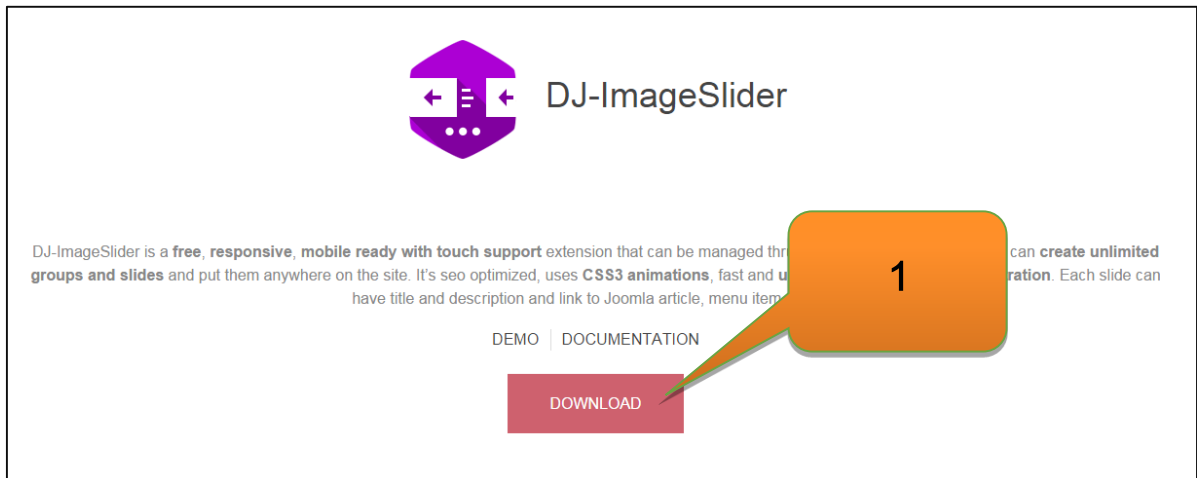 DJ-ImageSlider
DJ-ImageSlider is a free, responsive, mobile ready with touch support extension that can be managed can create unlimited
groups and slides and put them anywhere on the site. It's seo optimized, uses CSS3 animations, fast and Each slide can
have title and description and link to Joomla article, menu item
1
DEMO DOCUMENTATION
DOWNLOAD